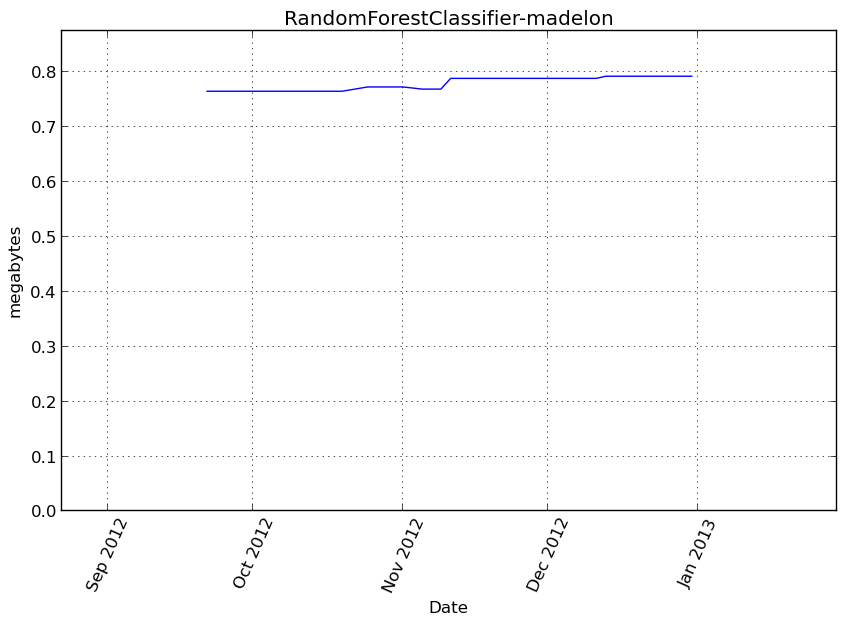 RandomForestClassifier-madelon
0.8
0.7
0.6
0.5
0.4
0.3
0.2
0.1
0.0
megabytes
Sep 2012
Oct 2012
Nov 2012
Dec 2012
Jan 2013
Date